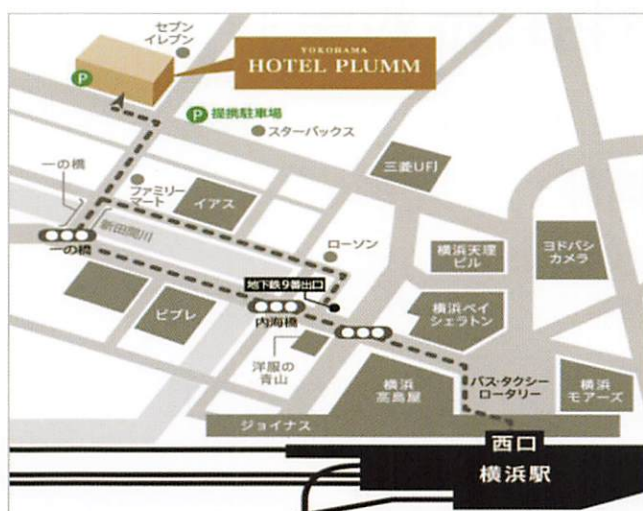 セブン
イレブン
YOKOHAMA
HOTEL PLUMM
P
P 提携駐車場
スターバックス
三菱UFJ
一の橋
ファミリー
マート
イアス
新田間川
一の橋
ローソン
横浜天理
ビル
ヨドバシ
カメラ
地下鉄9番出口
ビブレ
内海橋
横浜ベイ
シェラトン
洋服の
青山
横浜
高島屋
バス・タクシー
ロータリー
横浜
モアーズ
ジョイナス
西口
横浜駅